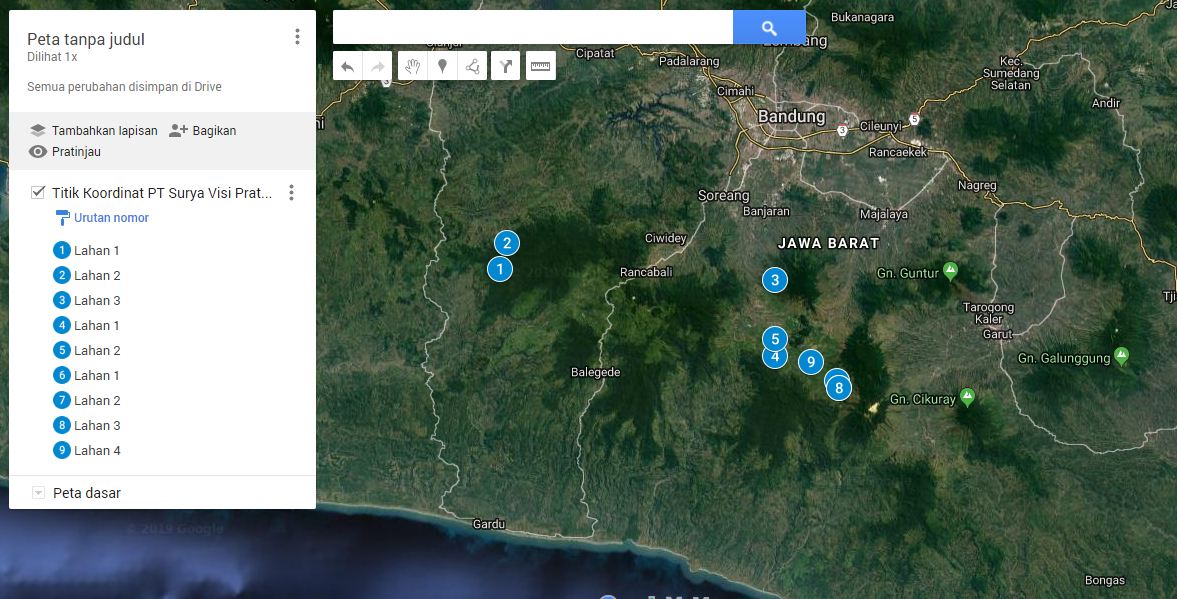 Peta tanpa judul
Dilihat 1x
Semua perubahan disimpan di Drive
Tambahkan lapisan
Bagikan
Pratinjau
Titik Koordinat PT Surya Visi Prat...
Urutan nomor
1 Lahan 1
2 Lahan 2
3 Lahan 3
4 Lahan 1
5 Lahan 2
6 Lahan 1
7 Lahan 2
8 Lahan 3
9 Lahan 4
Peta dasar
Bukanagara
Cipatat
Padalarang
Kec.
Sumedang
Selatan
Cimahi
Andir
Bandung
3
Cileunyi
5
Rancaekek
Nagreg
Soreang
Banjaran
Majalaya
Ciwidey
JAWA BARAT
2
1
Rancabali
3
Gn. Guntur
Tarogong
Kaler
Garut
5
4
9
Gn. Galunggung
Balegede
8
Gn. Cikuray
Gardu
© 2019 Google
Bongas